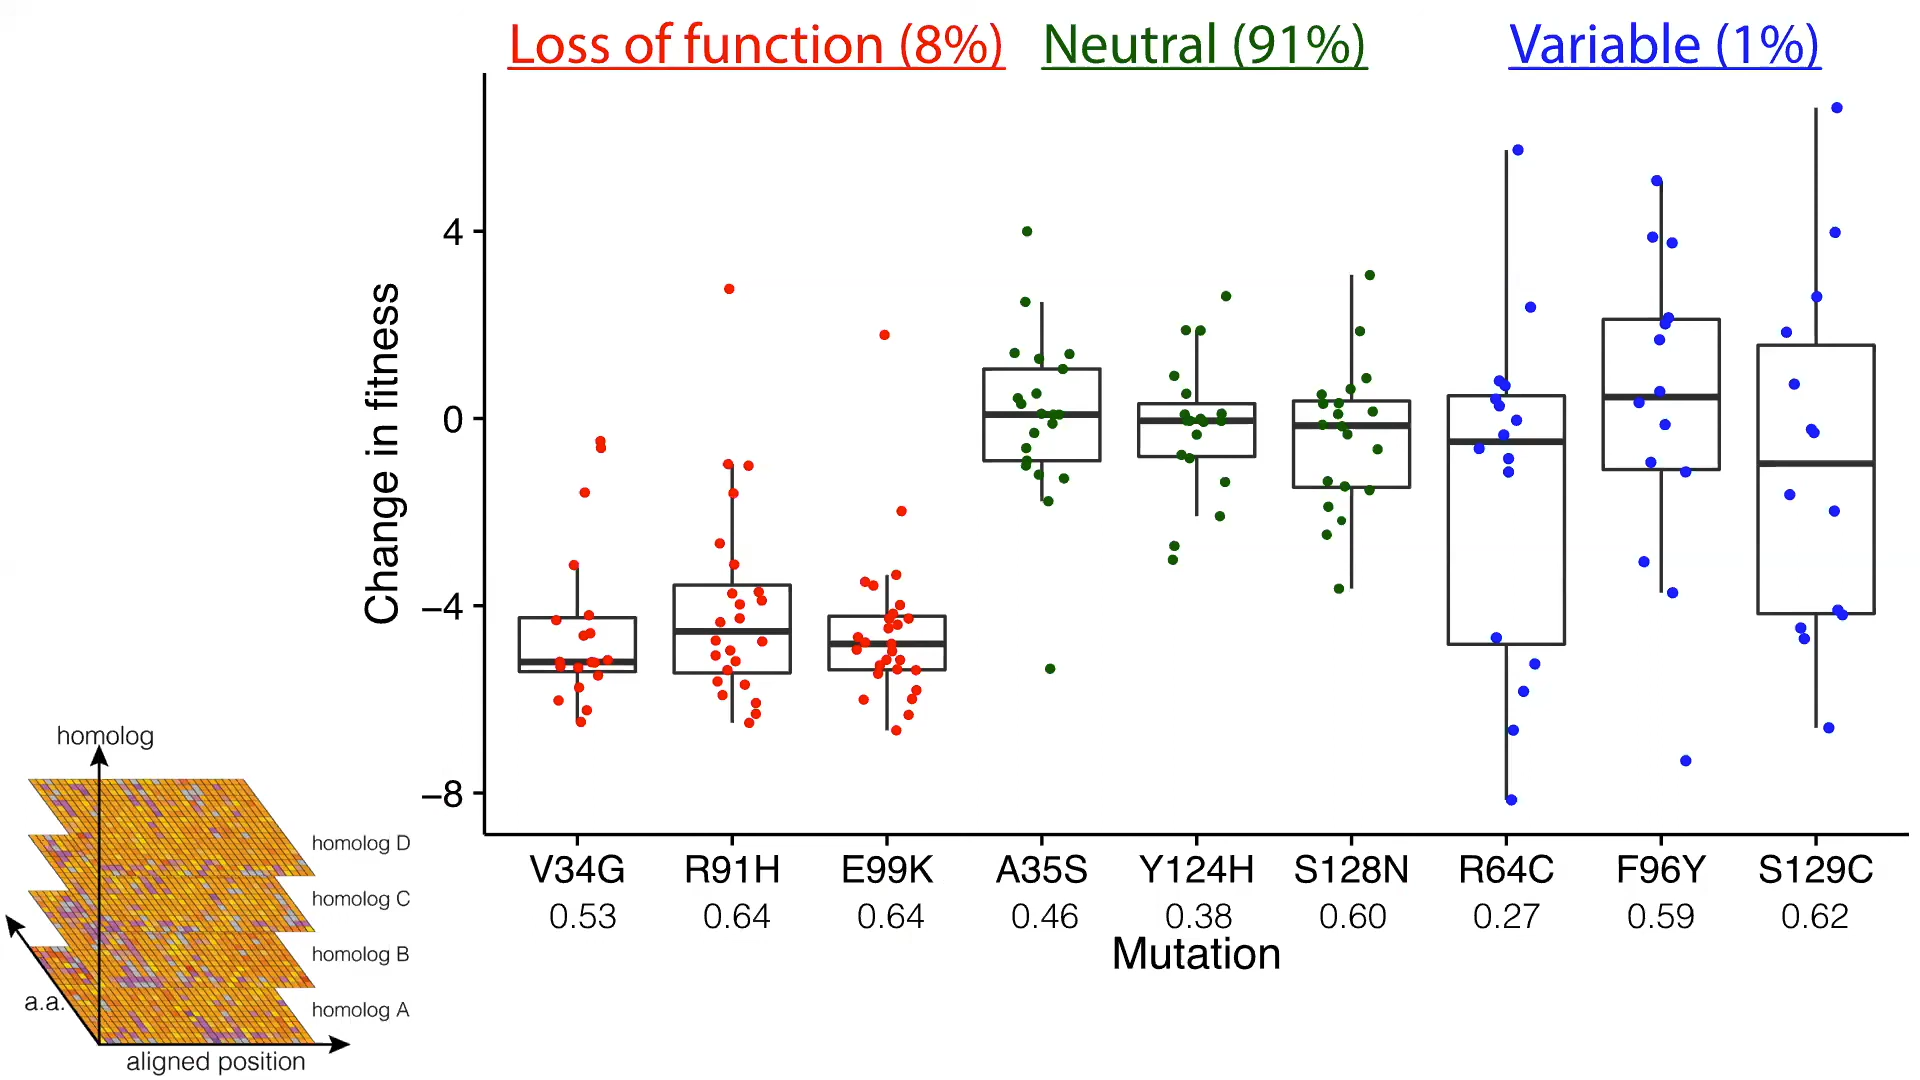 Loss of function (8%) Neutral (91%) Variable (1%)
4
0
−4
−8
Change in fitness
V34G R91H E99K A35S Y124H S128N R64C F96Y S129C
0.53 0.64 0.64 0.46 0.38 0.60 0.27 0.59 0.62
Mutation
homolog
homolog D
homolog C
homolog B
homolog A
a.a.
aligned position